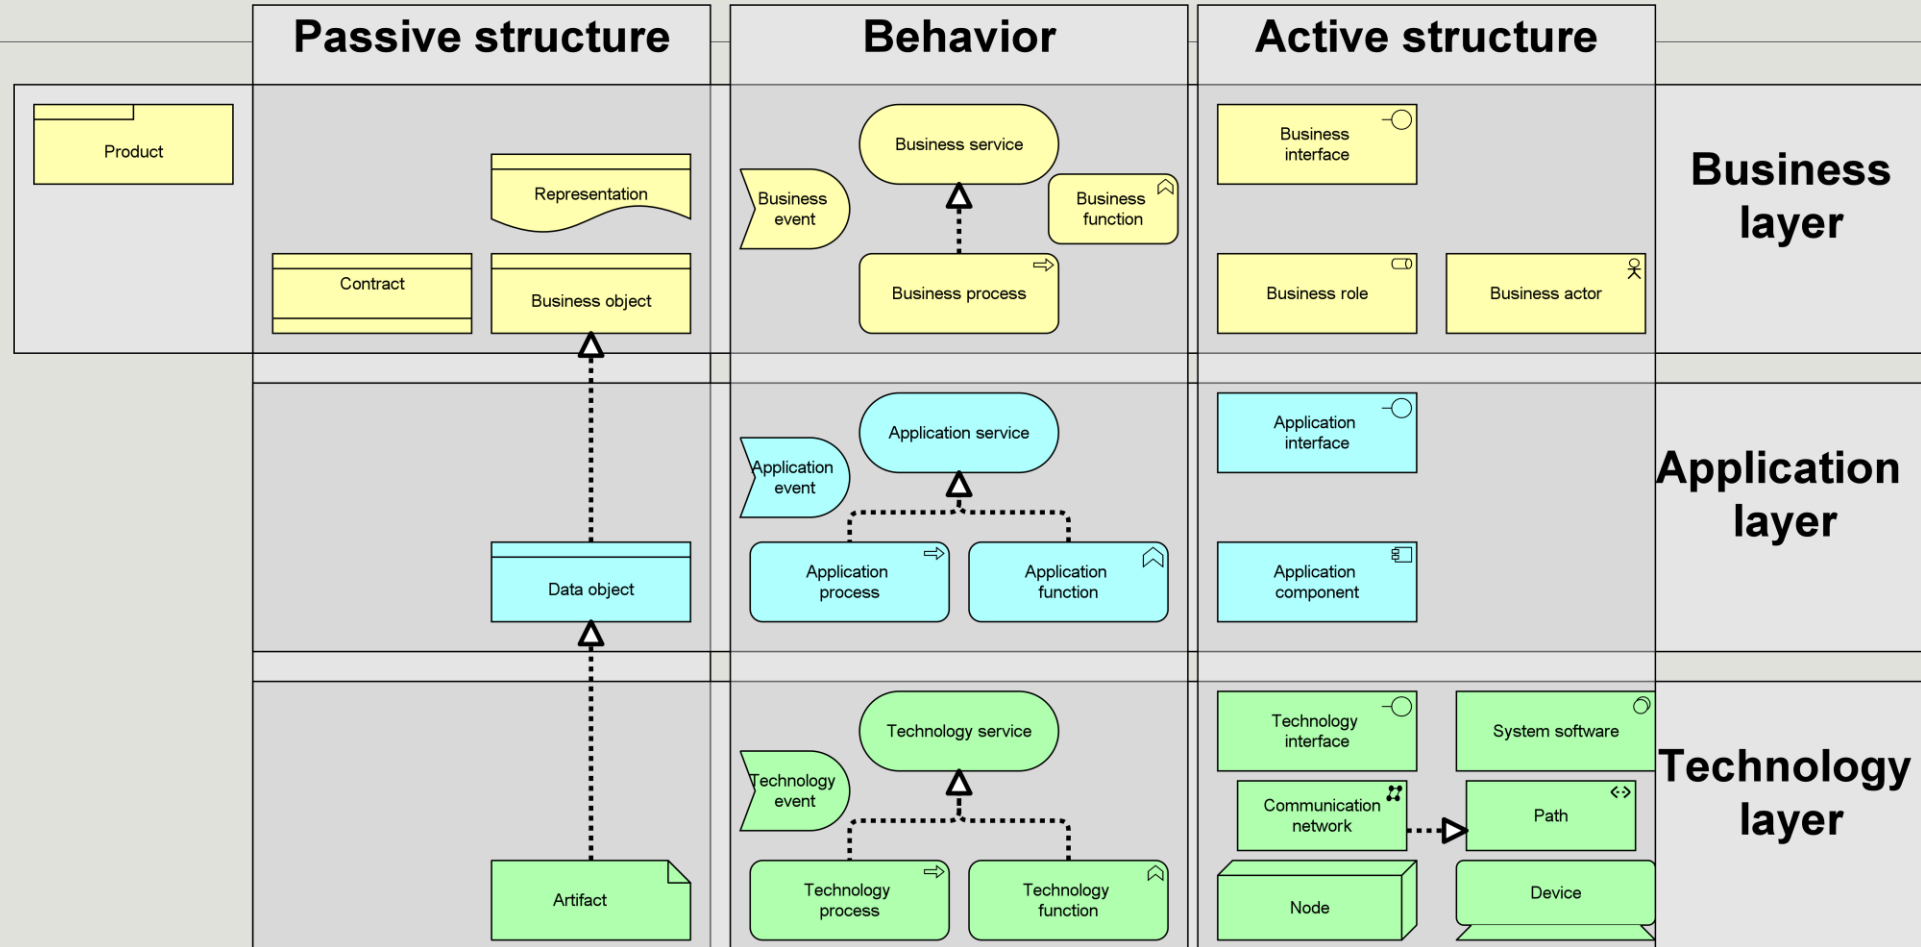 Passive structure
Behavior
Active structure
Product
Representation
Contract
Business object
Business service
Business
event
Business
function
Business process
Business
interface
Business role
Business actor
Business
layer
Data object
Application service
Application
event
Application
process
Application
function
Application
interface
Application
component
Application
layer
Artifact
Technology service
Technology
event
Technology
process
Technology
function
Technology
interface
System software
Communication
network
Path
Node
Device
Technology
layer